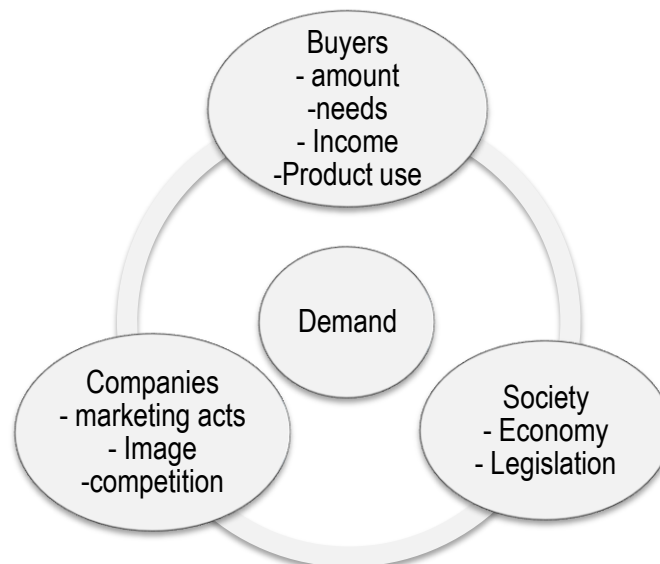 Buyers
- amount
-needs
- Income
-Product use
Demand
Companies
- marketing acts
- Image
-competition
Society
- Economy
- Legislation